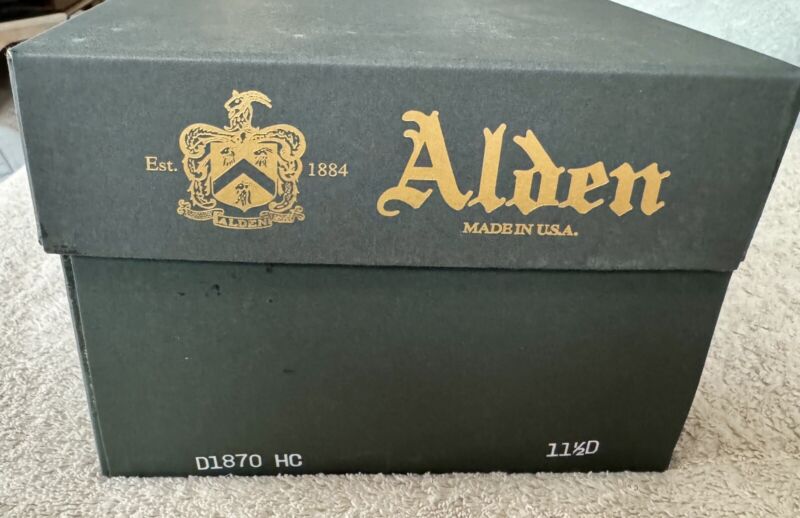 Est. 1884
ALDEN
Alden
MADE IN U.S.A.
D1870 HC
11½D